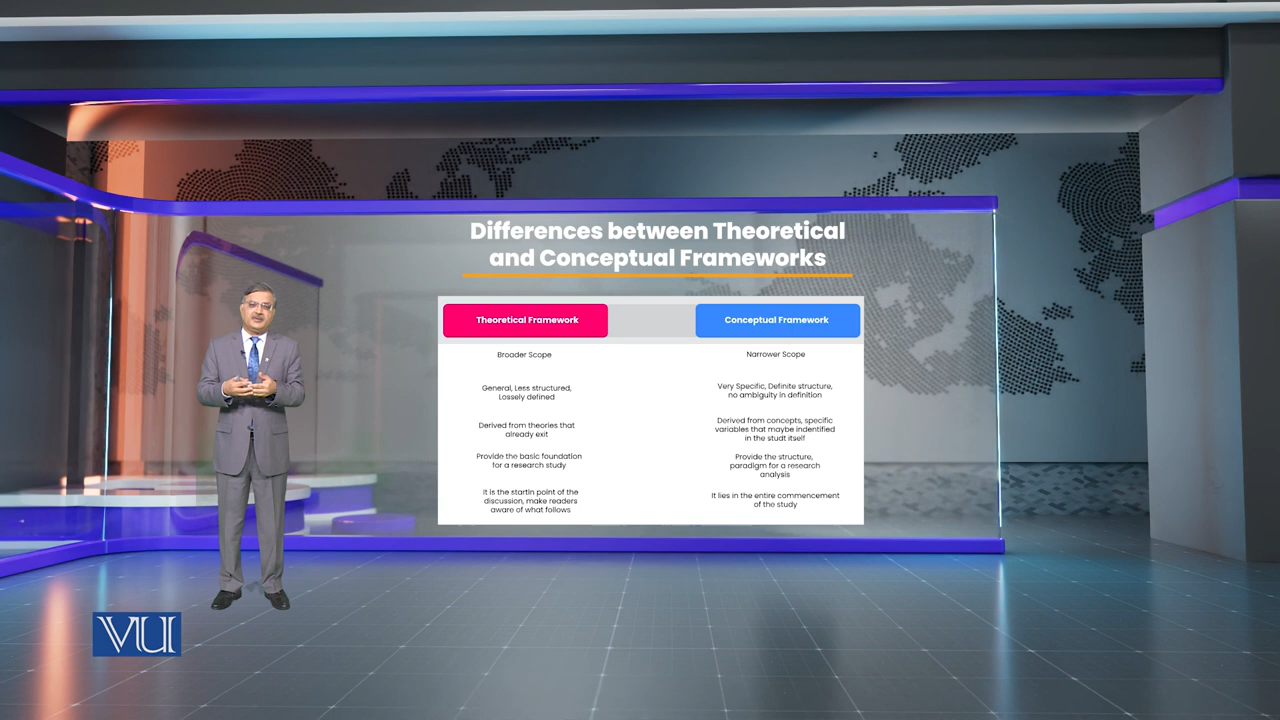 Differences between Theoretical
and Conceptual Frameworks
Theoretical Framework
Conceptual Framework
Broader Scope
Narrower Scope
General, Less structured,
Lossely defined
Very Specific, Definite structure,
no ambiguity in definition
Derived from theories that
already exit
Derived from concepts, specific
variables that maybe indentified
in the studt itself
Provide the basic foundation
for a research study
Provide the structure,
paradigm for a research
analysis
It is the startin point of the
discussion, make readers
aware of what follows
It lies in the entire commencement
of the study
VU